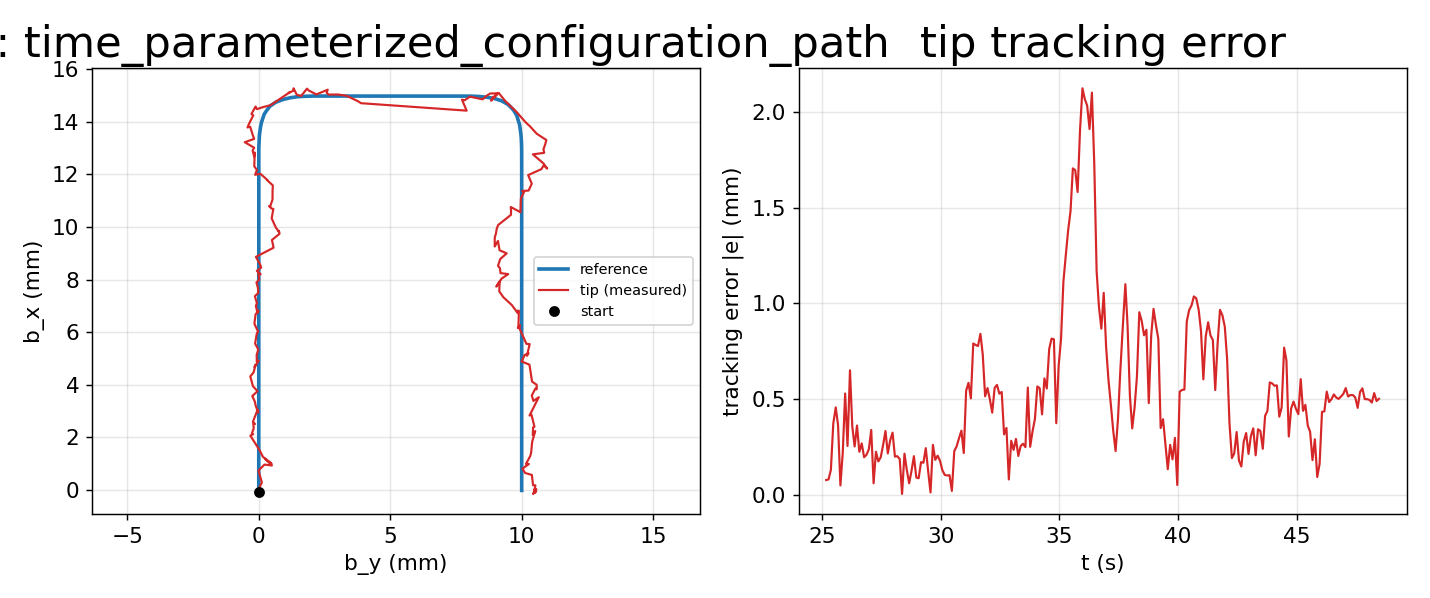 : time_parameterized_configuration_path
tip tracking error
16
14
12
10
8
6
4
2
0
b_x (mm)
−5
0
5
10
15
b_y (mm)
reference
tip (measured)
start
2.0
1.5
1.0
0.5
0.0
tracking error |e| (mm)
25
30
35
40
45
t (s)